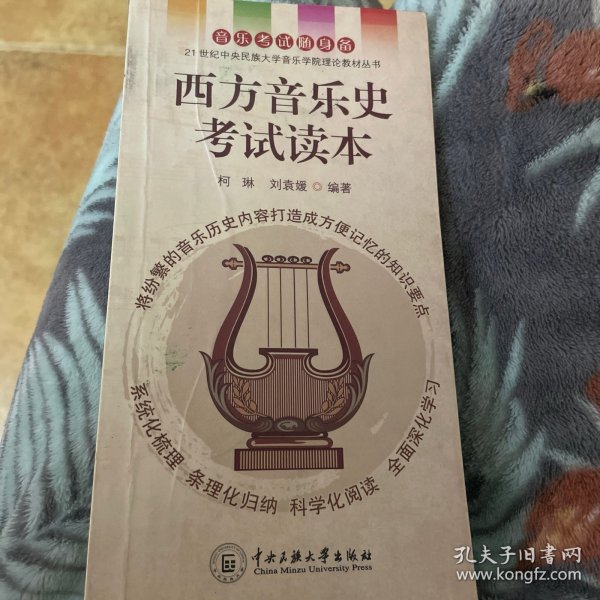 音乐考试随身备
21世纪中央民族大学音乐学院理论教材丛书
西方音乐史
考试读本
柯 琳 刘袁媛◎编著
将纷繁的音乐历史内容打造成方便记忆的知识要点
系统化梳理 条理化归纳 科学化阅读 全面深化学习
中央民族大学出版社
China Minzu University Press
孔夫子旧书网
www.kongfz.com